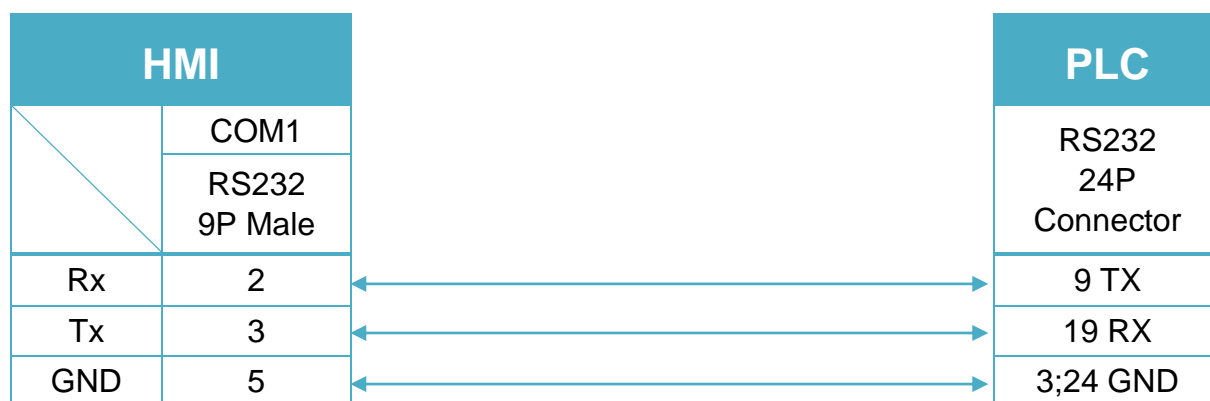 HMI
PLC
COM1
RS232
9P Male
RS232
24P
Connector
Rx 2 9 TX
Tx 3 19 RX
GND 5 3;24 GND